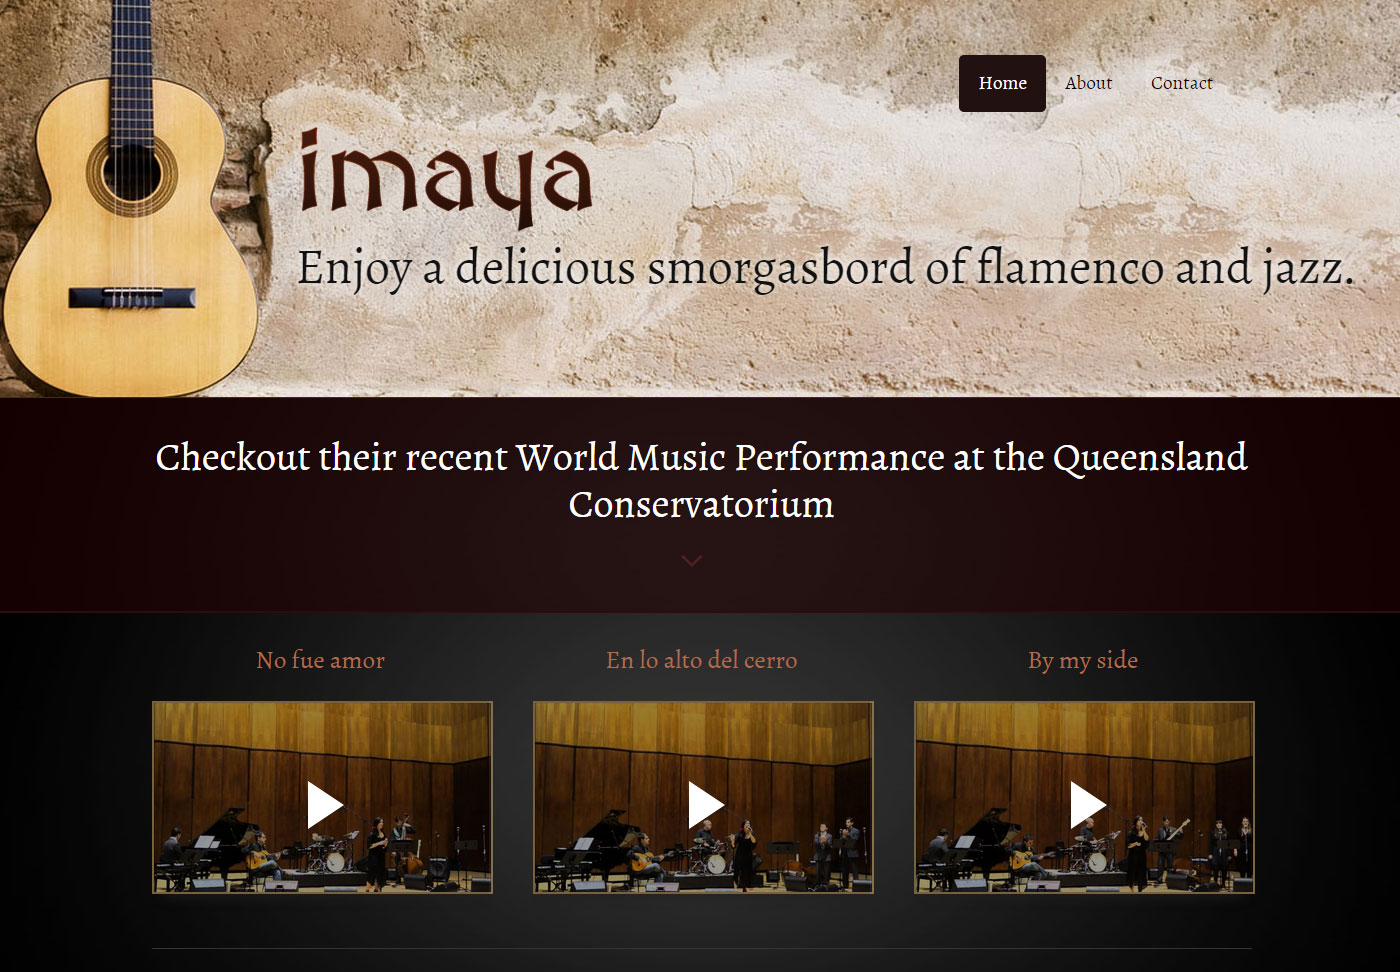 Home About Contact
imaya
Enjoy a delicious smorgasbord of flamenco and jazz.
Checkout their recent World Music Performance at the Queensland
Conservatorium
No fue amor
En lo alto del cerro
By my side